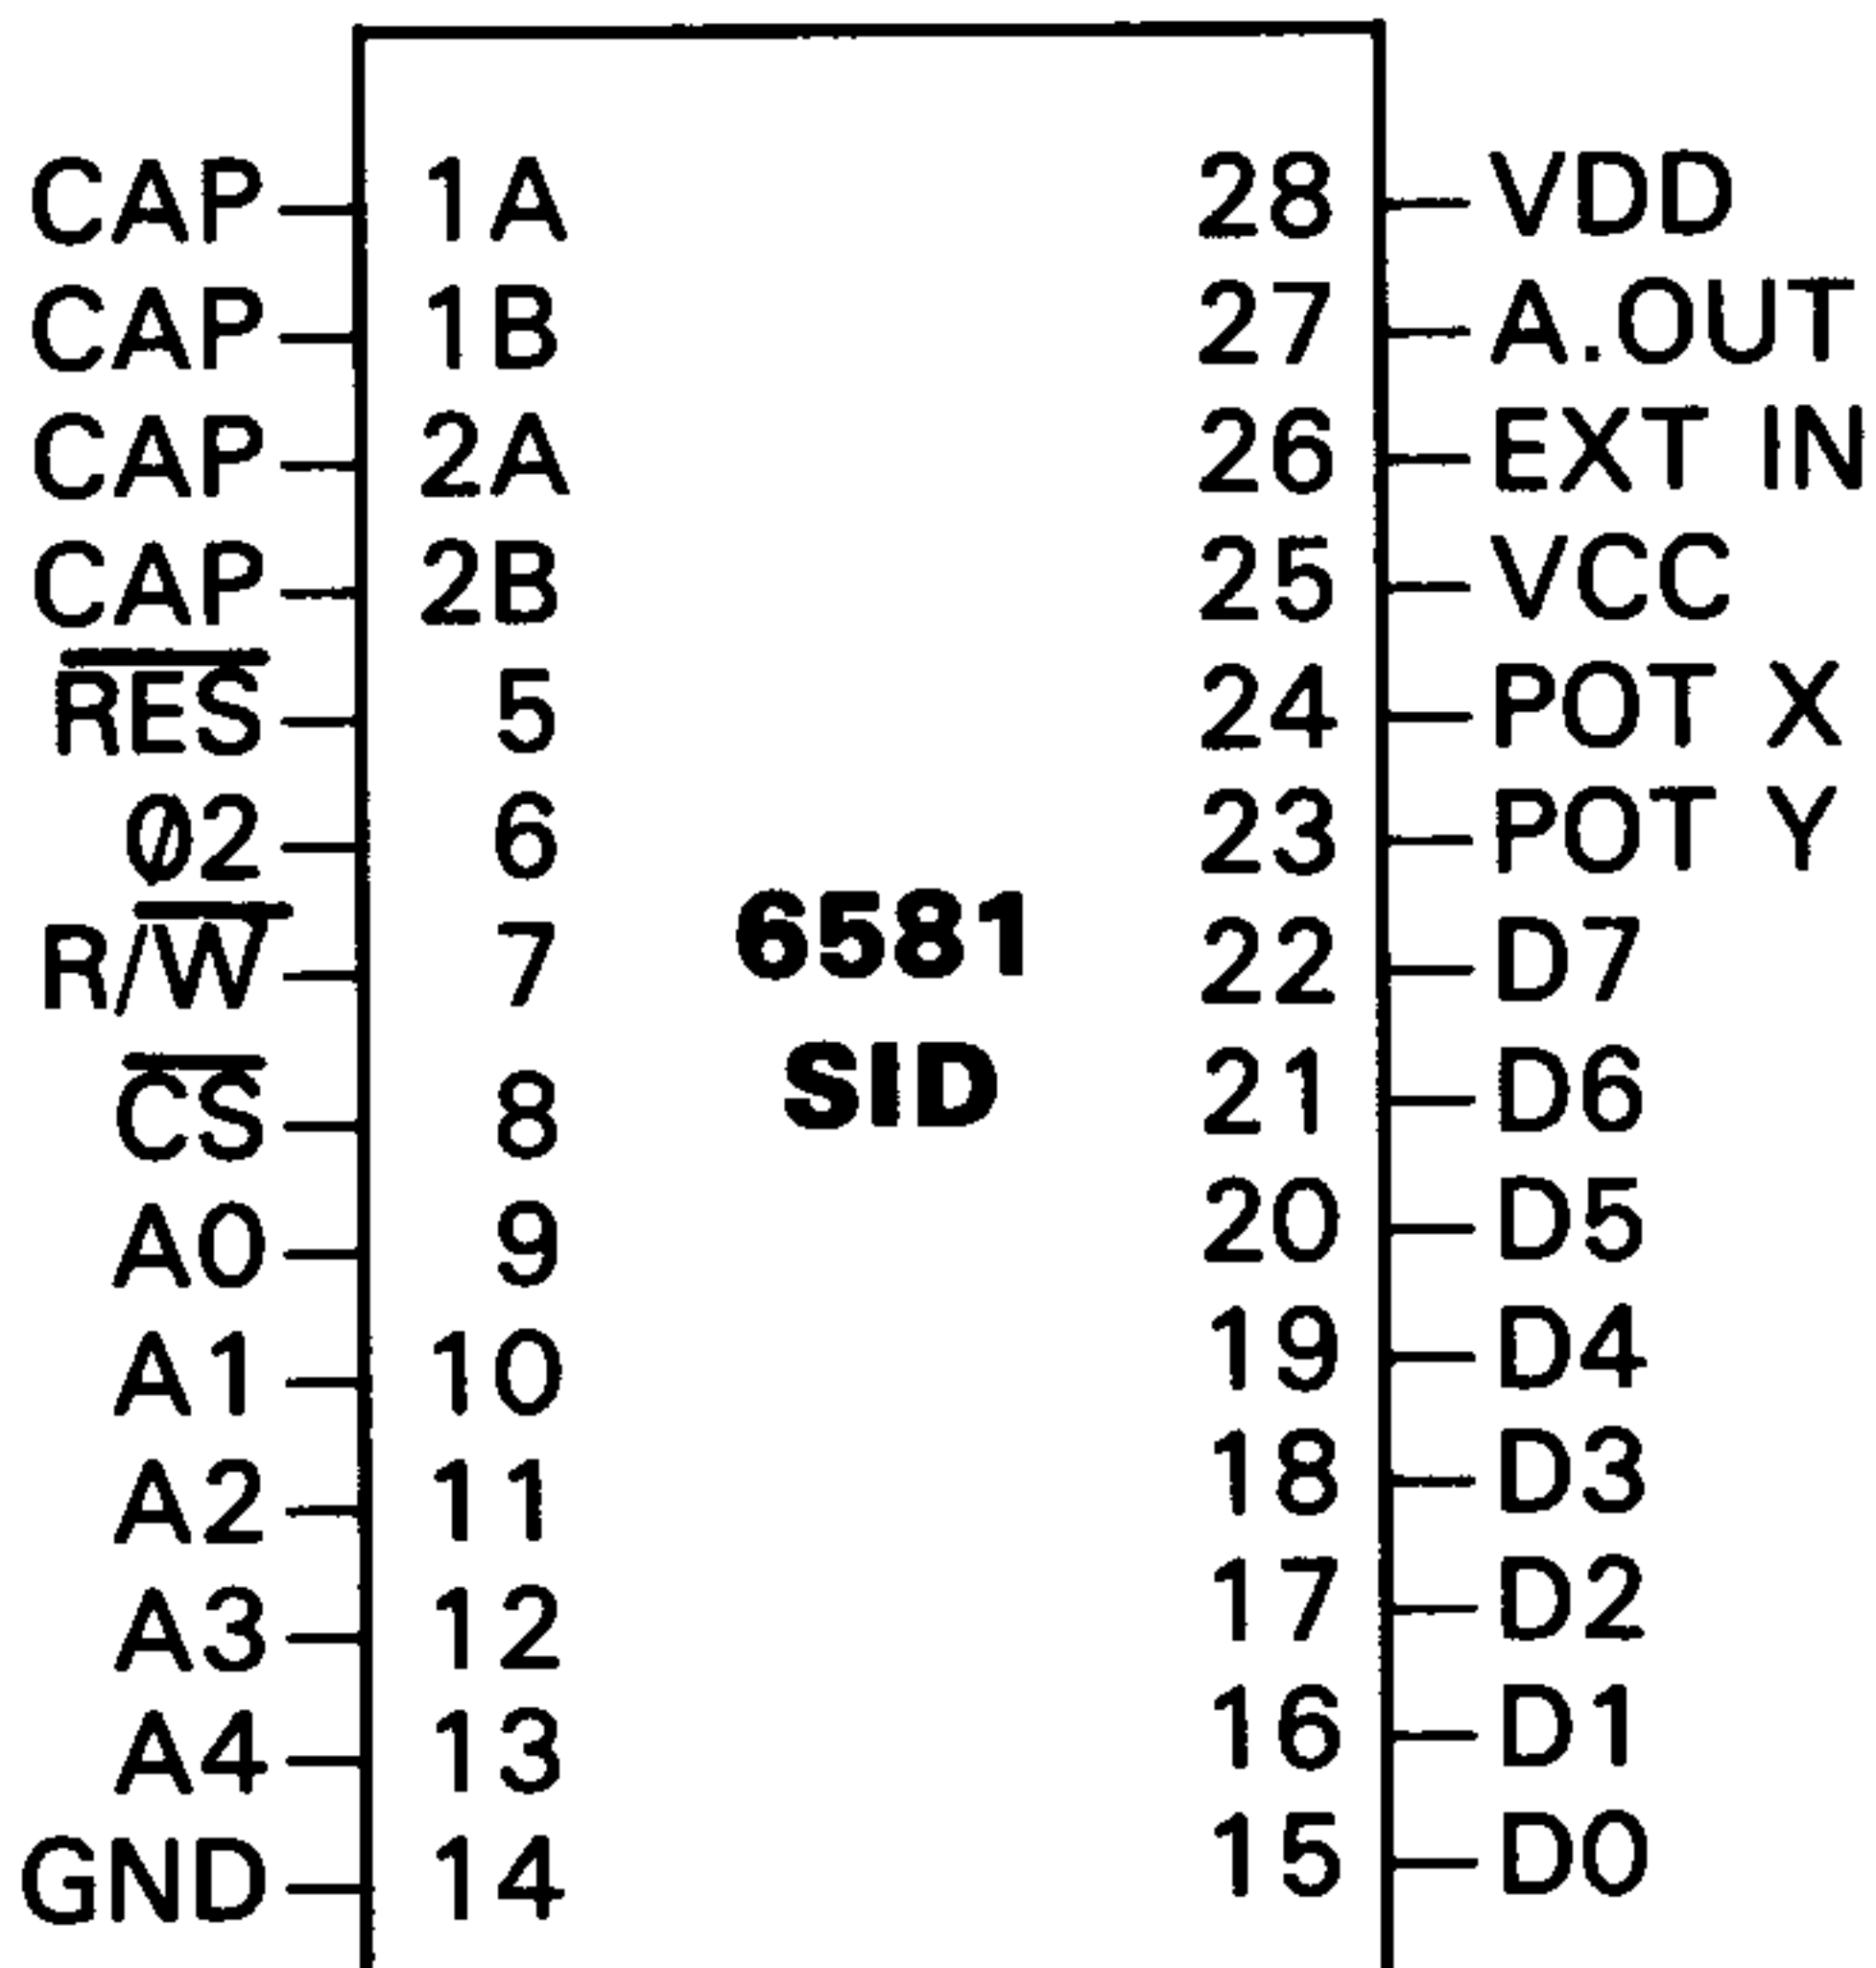 CAP 1A 28 VDD
CAP 1B 27 A.OUT
CAP 2A 26 EXT IN
CAP 2B 25 VCC
R̅E̅S̅ 5 24 POT X
Ø2 6 23 POT Y
R/W̅ 7 22 D7
6581
C̅S̅ 8 21 D6
SID
A0 9 20 D5
A1 10 19 D4
A2 11 18 D3
A3 12 17 D2
A4 13 16 D1
GND 14 15 D0